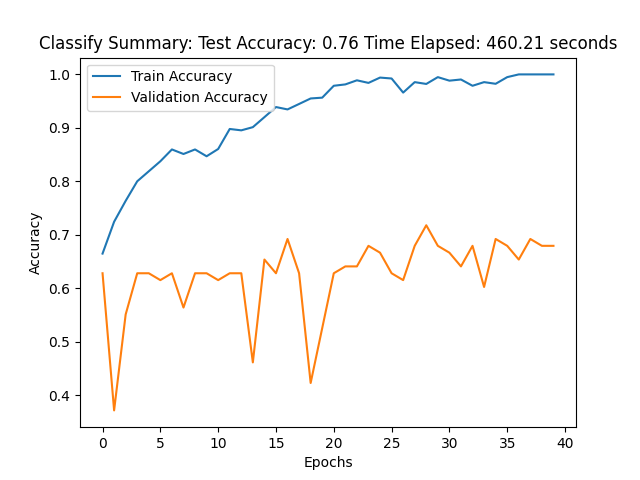 Classify Summary: Test Accuracy: 0.76 Time Elapsed: 460.21 seconds
Train Accuracy
Validation Accuracy
Accuracy
1.0
0.9
0.8
0.7
0.6
0.5
0.4
0 5 10 15 20 25 30 35 40
Epochs